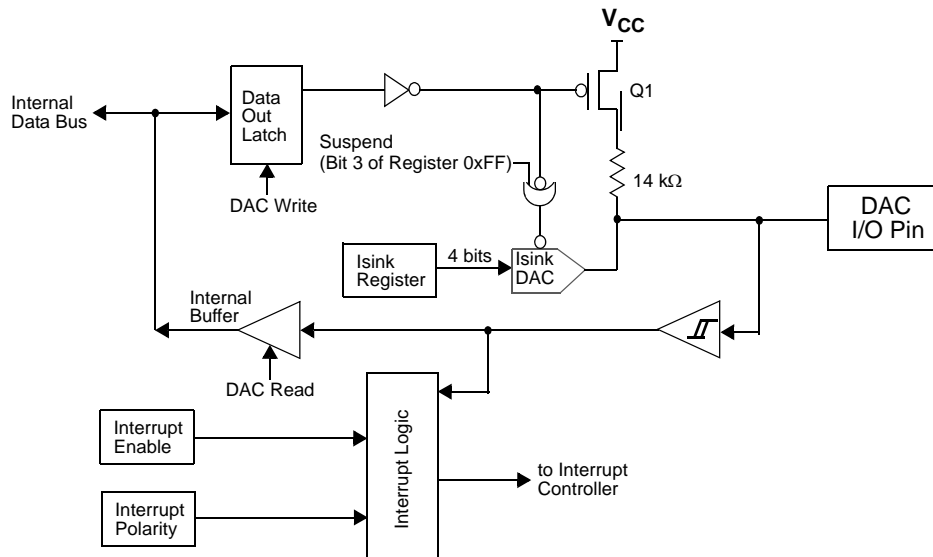 VCC
Internal
Data Bus
Data
Out
Latch
Q1
Suspend
(Bit 3 of Register 0xFF)
14 kΩ
DAC Write
DAC
I/O Pin
Isink
Register
4 bits
Isink
DAC
Internal
Buffer
DAC Read
Interrupt
Enable
Interrupt Logic
to Interrupt
Controller
Interrupt
Polarity